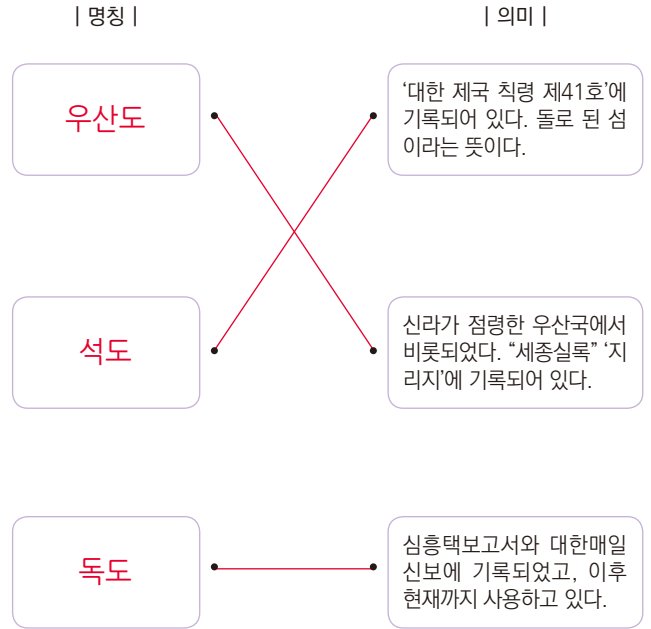 | 명칭 |
| 의미 |
우산도
‘대한 제국 칙령 제41호’에
기록되어 있다. 돌로 된 섬
이라는 뜻이다.
석도
신라가 점령한 우산국에서
비롯되었다. “세종실록” ‘지
리지’에 기록되어 있다.
독도
심흥택보고서와 대한매일
신보에 기록되었고, 이후
현재까지 사용하고 있다.